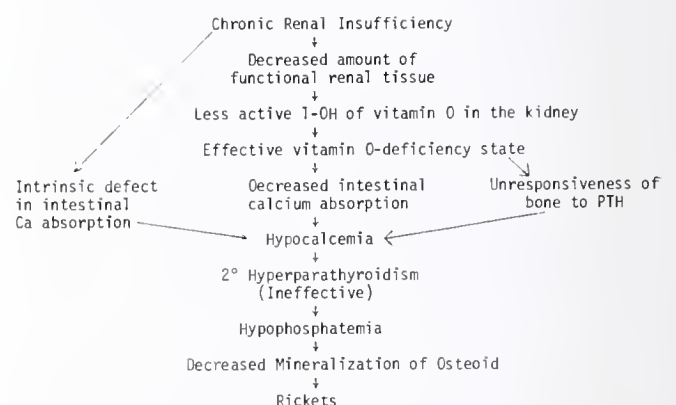 Chronic Renal Insufficiency
↓
Decreased amount of
functional renal tissue
↓
Less active 1-OH of vitamin O in the kidney
↓
Effective vitamin O-deficiency state
↓
Intrinsic defect
in intestinal
Ca absorption
Oecreased intestinal
calcium absorption
Unresponsiveness of
bone to PTH
↓
Hypocalcemia
↓
2° Hyperparathyroidism
(Ineffective)
↓
Hypophosphatemia
↓
Decreased Mineralization of Osteoid
↓
Rickets